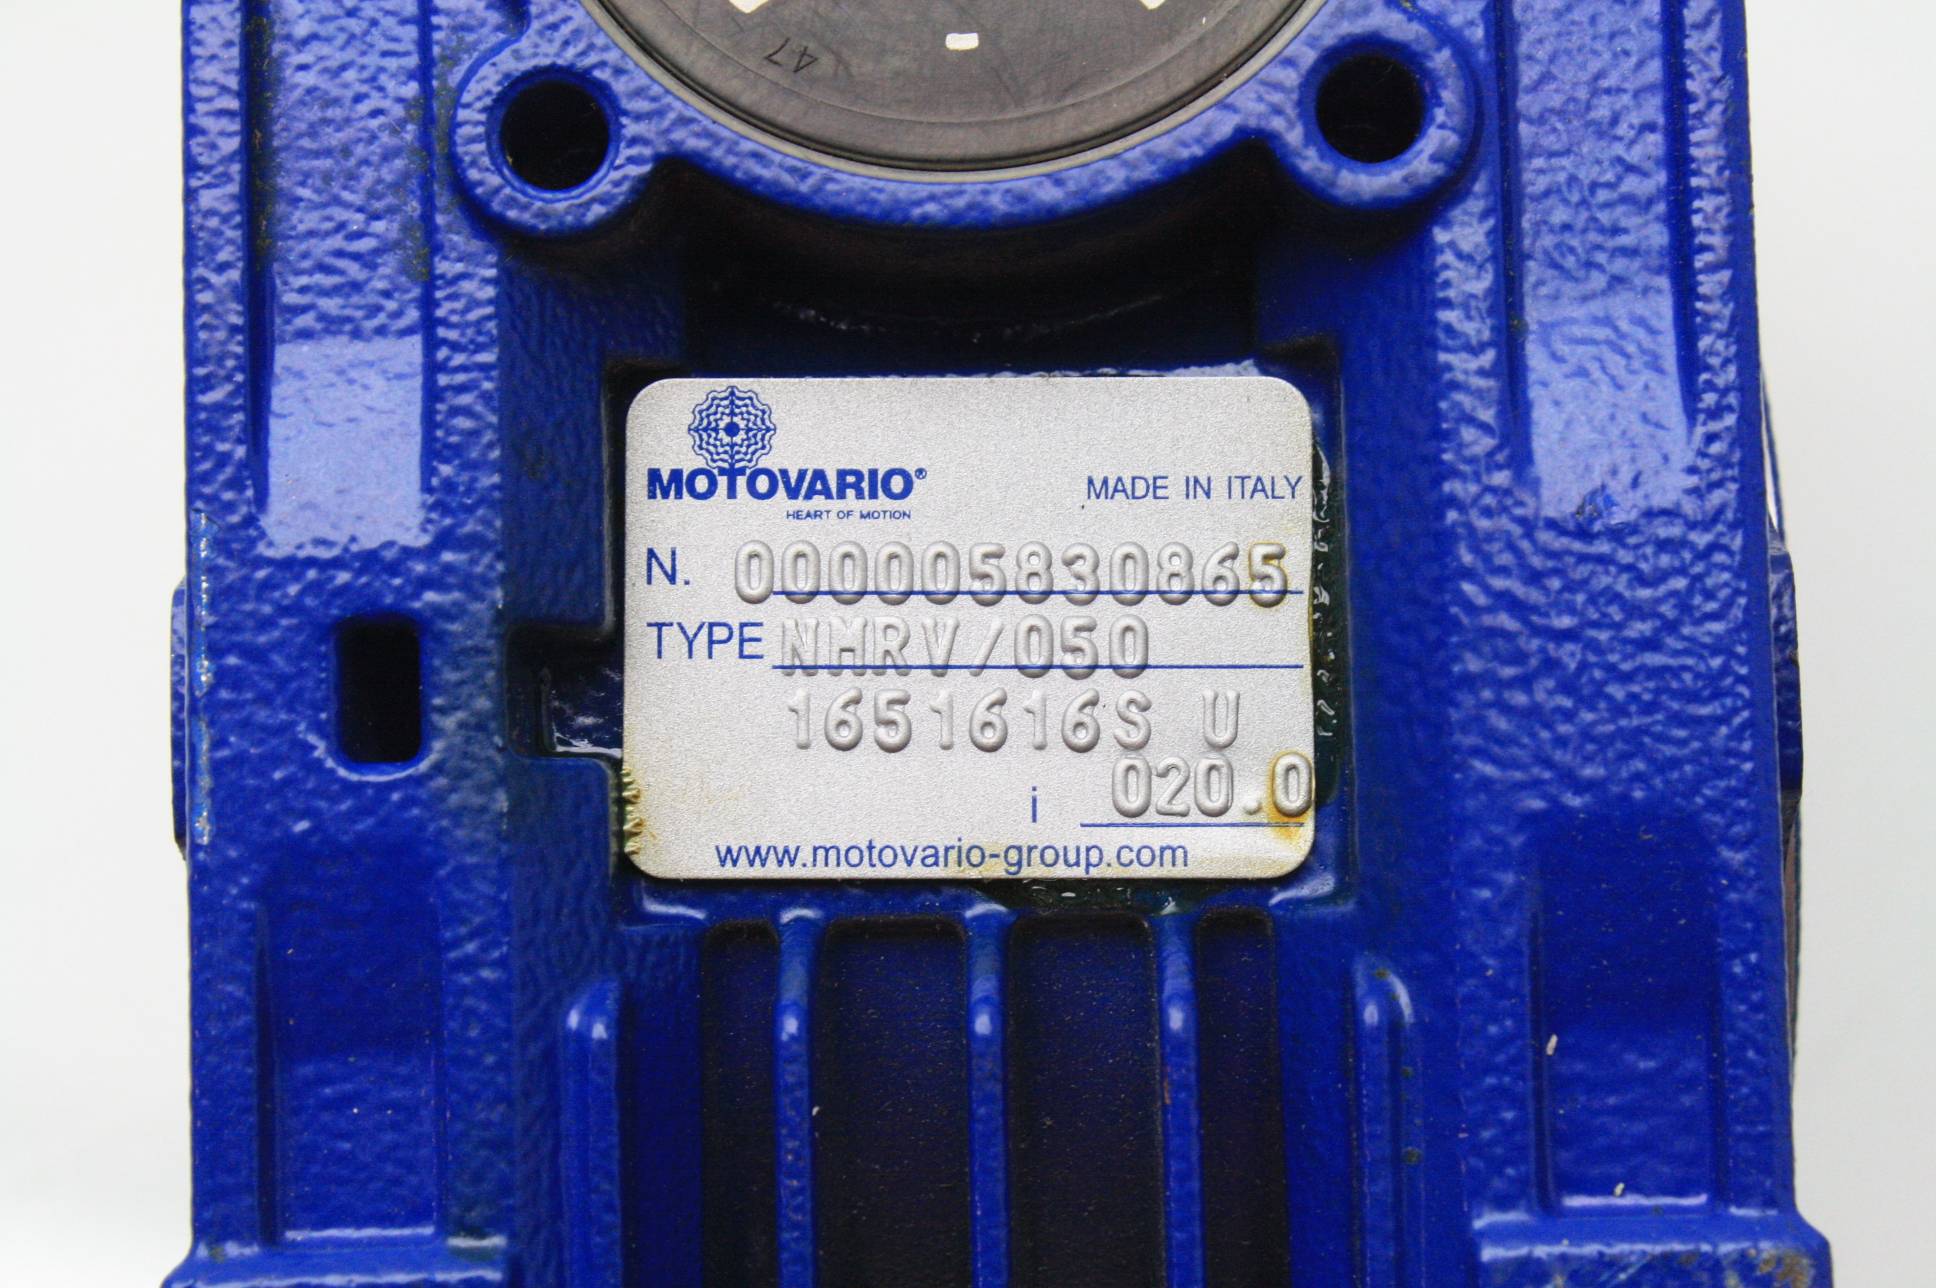 47
MOTOVARIO®
HEART OF MOTION
MADE IN ITALY
N. 000005830865
TYPE NMRV/050
1651616S U
i 020.0
www.motovario-group.com